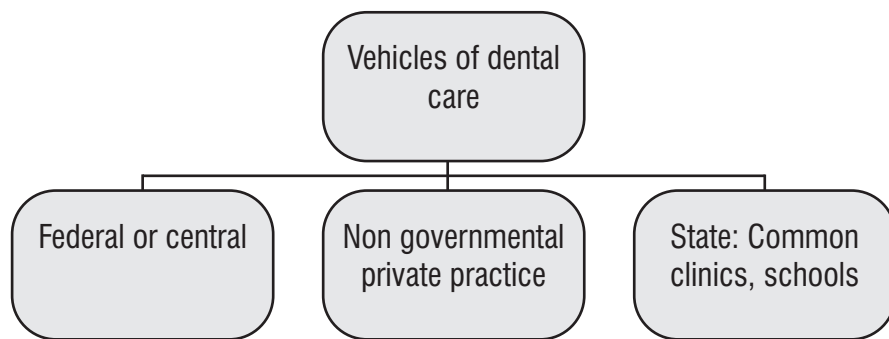 Vehicles of dental
care
Federal or central
Non governmental
private practice
State: Common
clinics, schools